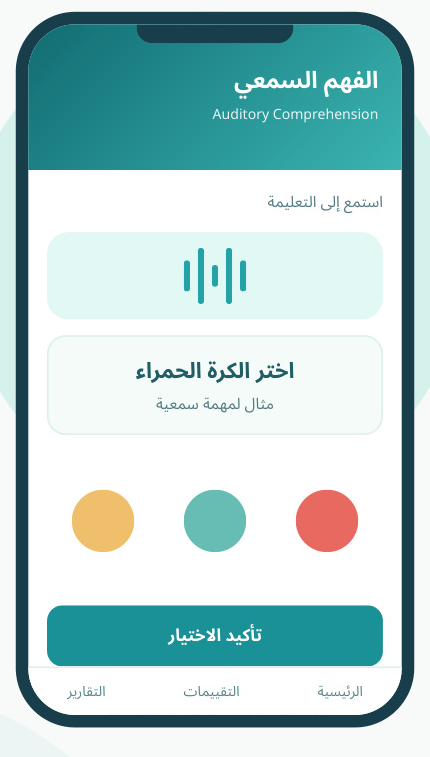 الفهم السمعي
Auditory Comprehension
استمع إلى التعليمة
اختر الكرة الحمراء
مثال لمهمة سمعية
تأكيد الاختيار
الرئيسية
التقييمات
التقارير